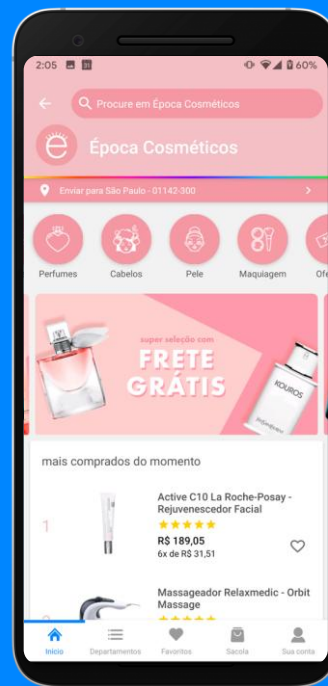 2:05 60%
Procure em Época Cosméticos
ë Época Cosméticos
Enviar para São Paulo - 01142-300
Perfumes Cabelos Pele Maquiagem Ofe
super seleção com
FRETE
GRÁTIS
KOUROS
mais comprados do momento
Active C10 La Roche-Posay -
Rejuvenescedor Facial
1
R$ 189,05
6x de R$ 31,51
Massageador Relaxmedic - Orbit
Massage
Início Departamentos Favoritos Sacola Sua conta